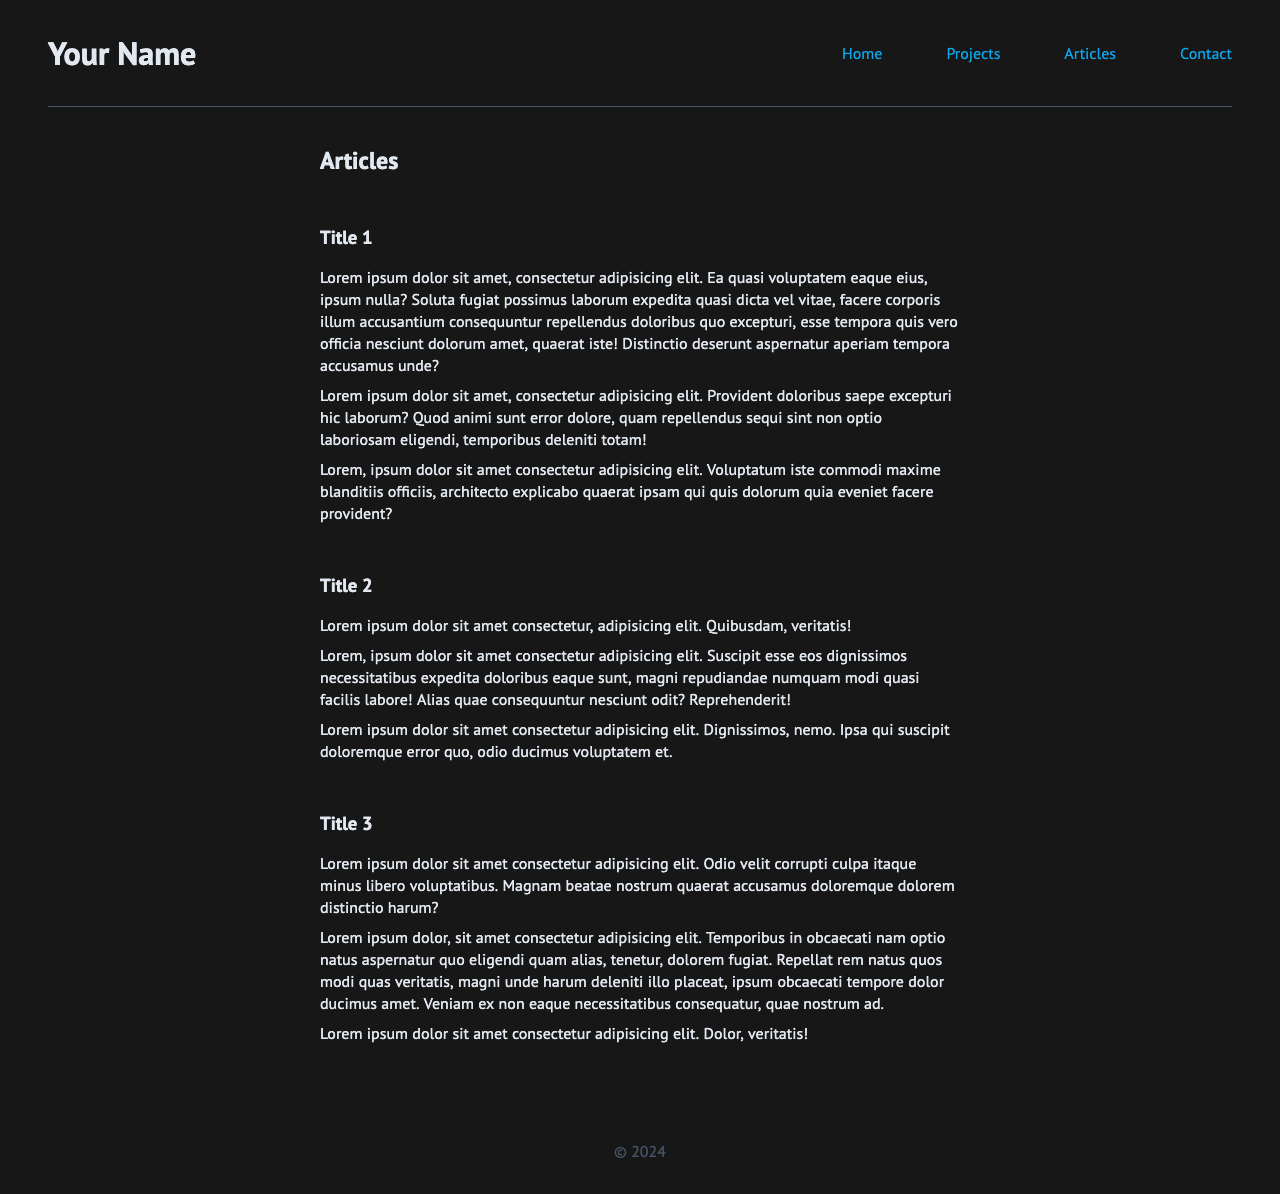 Your Name
Home Projects Articles Contact
Articles
Title 1
Lorem ipsum dolor sit amet, consectetur adipisicing elit. Ea quasi voluptatem eaque eius,
ipsum nulla? Soluta fugiat possimus laborum expedita quasi dicta vel vitae, facere corporis
illum accusantium consequuntur repellendus doloribus quo excepturi, esse tempora quis vero
officia nesciunt dolorum amet, quaerat iste! Distinctio deserunt aspernatur aperiam tempora
accusamus unde?
Lorem ipsum dolor sit amet, consectetur adipisicing elit. Provident doloribus saepe excepturi
hic laborum? Quod animi sunt error dolore, quam repellendus sequi sint non optio
laboriosam eligendi, temporibus deleniti totam!
Lorem, ipsum dolor sit amet consectetur adipisicing elit. Voluptatum iste commodi maxime
blanditiis officiis, architecto explicabo quaerat ipsam qui quis dolorum quia eveniet facere
provident?
Title 2
Lorem ipsum dolor sit amet consectetur, adipisicing elit. Quibusdam, veritatis!
Lorem, ipsum dolor sit amet consectetur adipisicing elit. Suscipit esse eos dignissimos
necessitatibus expedita doloribus eaque sunt, magni repudiandae numquam modi quasi
facilis labore! Alias quae consequuntur nesciunt odit? Reprehenderit!
Lorem ipsum dolor sit amet consectetur adipisicing elit. Dignissimos, nemo. Ipsa qui suscipit
doloremque error quo, odio ducimus voluptatem et.
Title 3
Lorem ipsum dolor sit amet consectetur adipisicing elit. Odio velit corrupti culpa itaque
minus libero voluptatibus. Magnam beatae nostrum quaerat accusamus doloremque dolorem
distinctio harum?
Lorem ipsum dolor, sit amet consectetur adipisicing elit. Temporibus in obcaecati nam optio
natus aspernatur quo eligendi quam alias, tenetur, dolorem fugiat. Repellat rem natus quos
modi quas veritatis, magni unde harum deleniti illo placeat, ipsum obcaecati tempore dolor
ducimus amet. Veniam ex non eaque necessitatibus consequatur, quae nostrum ad.
Lorem ipsum dolor sit amet consectetur adipisicing elit. Dolor, veritatis!
© 2024